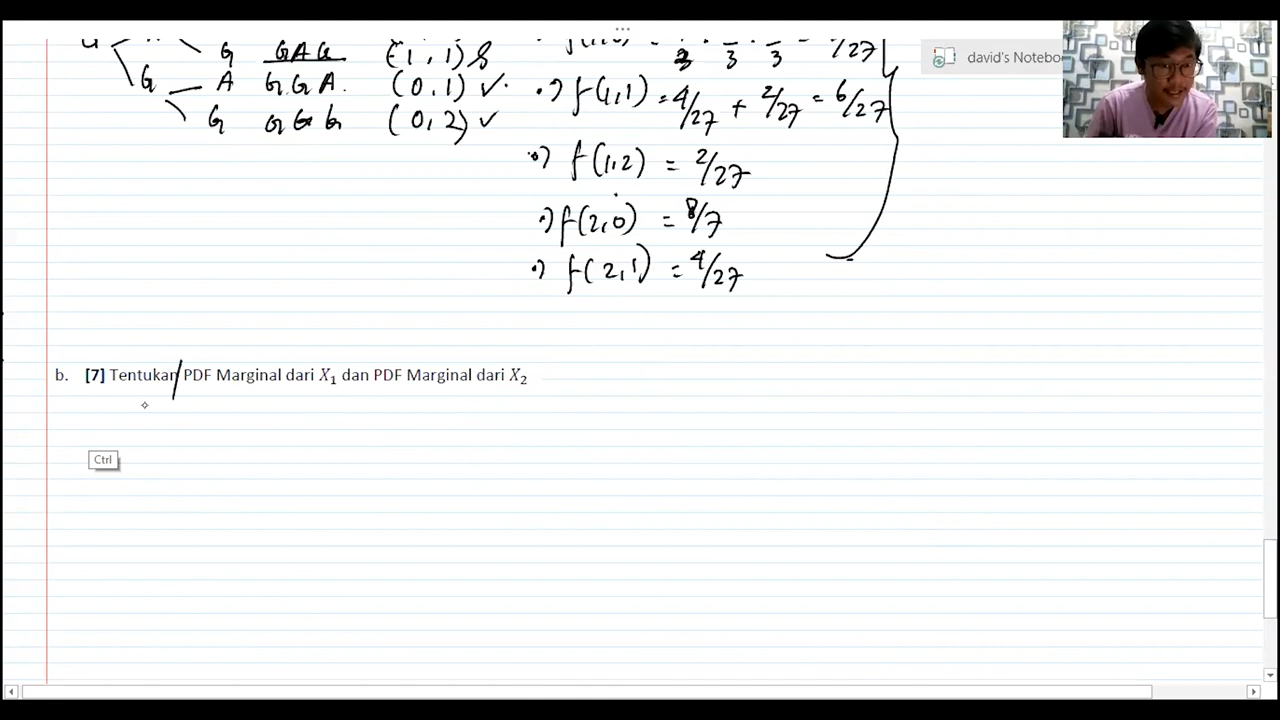 G GAG (1,1)
G A GGA. (0,1) ✓. •) f(1,1) = 4/27 + 2/27 = 6/27
G GGG (0,2) ✓
•) f(1,2) = 2/27
•) f(2,0) = 8/7
•) f(2,1) = 4/27
david's Notebo
b. [7] Tentukan PDF Marginal dari X₁ dan PDF Marginal dari X₂
Ctrl